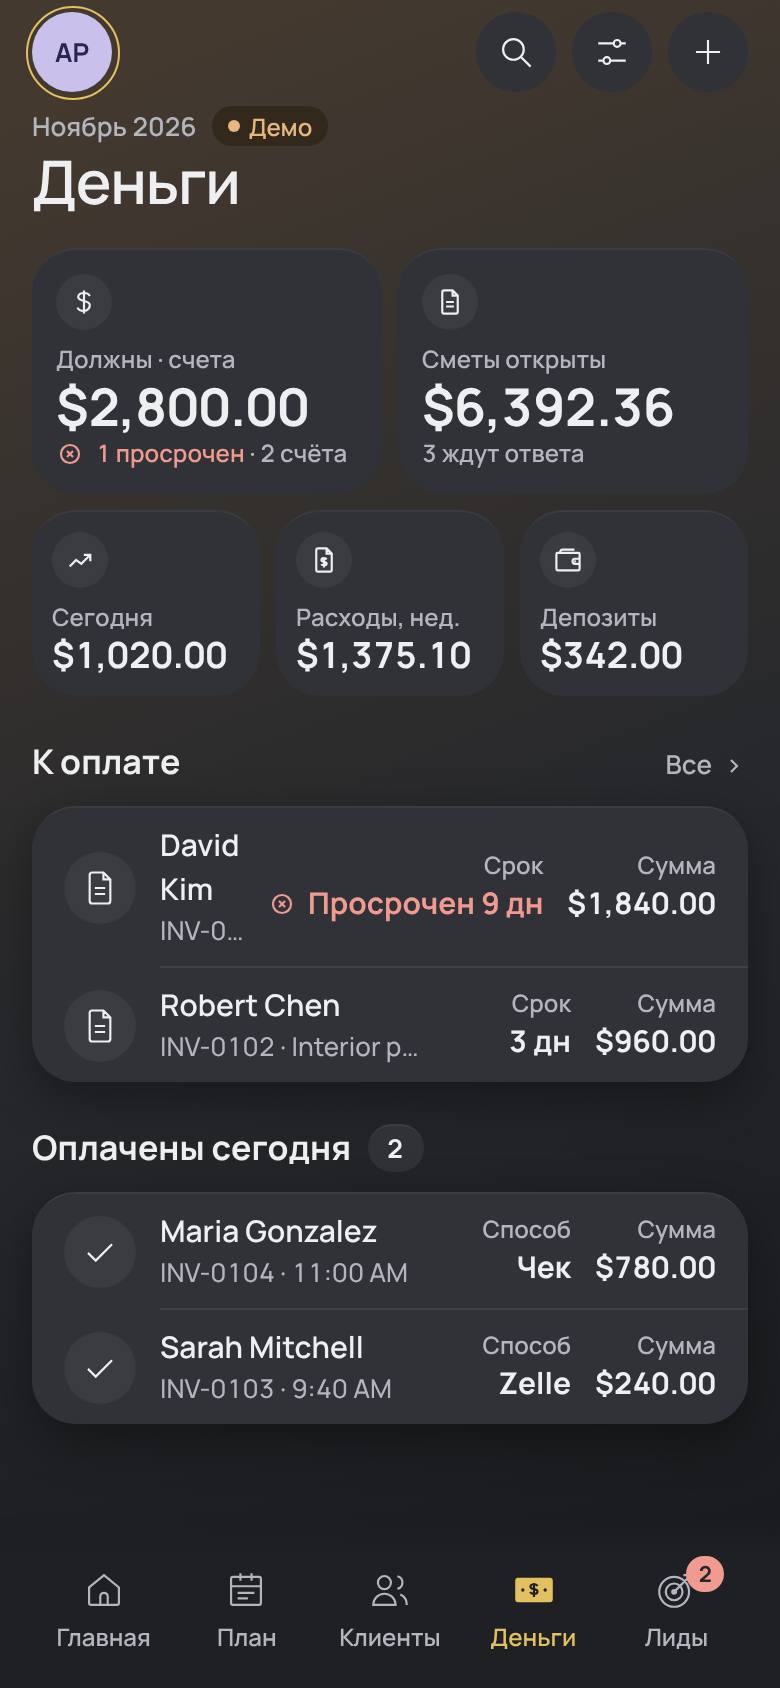 AP
Ноябрь 2026 Демо
Деньги
$
Должны · счета
$2,800.00
1 просрочен · 2 счёта
Сметы открыты
$6,392.36
3 ждут ответа
Сегодня
$1,020.00
Расходы, нед.
$1,375.10
Депозиты
$342.00
К оплате
Все
David
Kim
INV-0...
Срок
Просрочен 9 дн
Сумма
$1,840.00
Robert Chen
INV-0102 · Interior p...
Срок
3 дн
Сумма
$960.00
Оплачены сегодня 2
Maria Gonzalez
INV-0104 · 11:00 AM
Способ
Чек
Сумма
$780.00
Sarah Mitchell
INV-0103 · 9:40 AM
Способ
Zelle
Сумма
$240.00
Главная
План
Клиенты
Деньги
2
Лиды